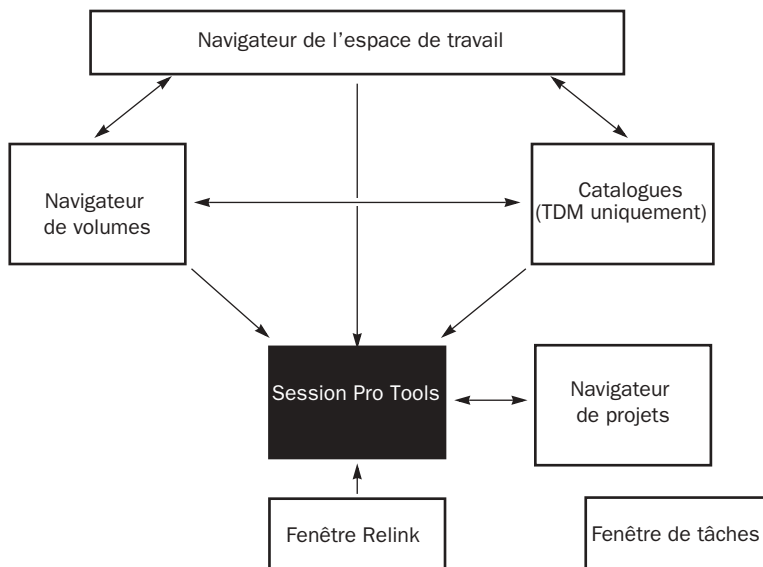 Navigateur de l’espace de travail
Navigateur
de volumes
Catalogues
(TDM uniquement)
Session Pro Tools
Navigateur
de projets
Fenêtre Relink
Fenêtre de tâches